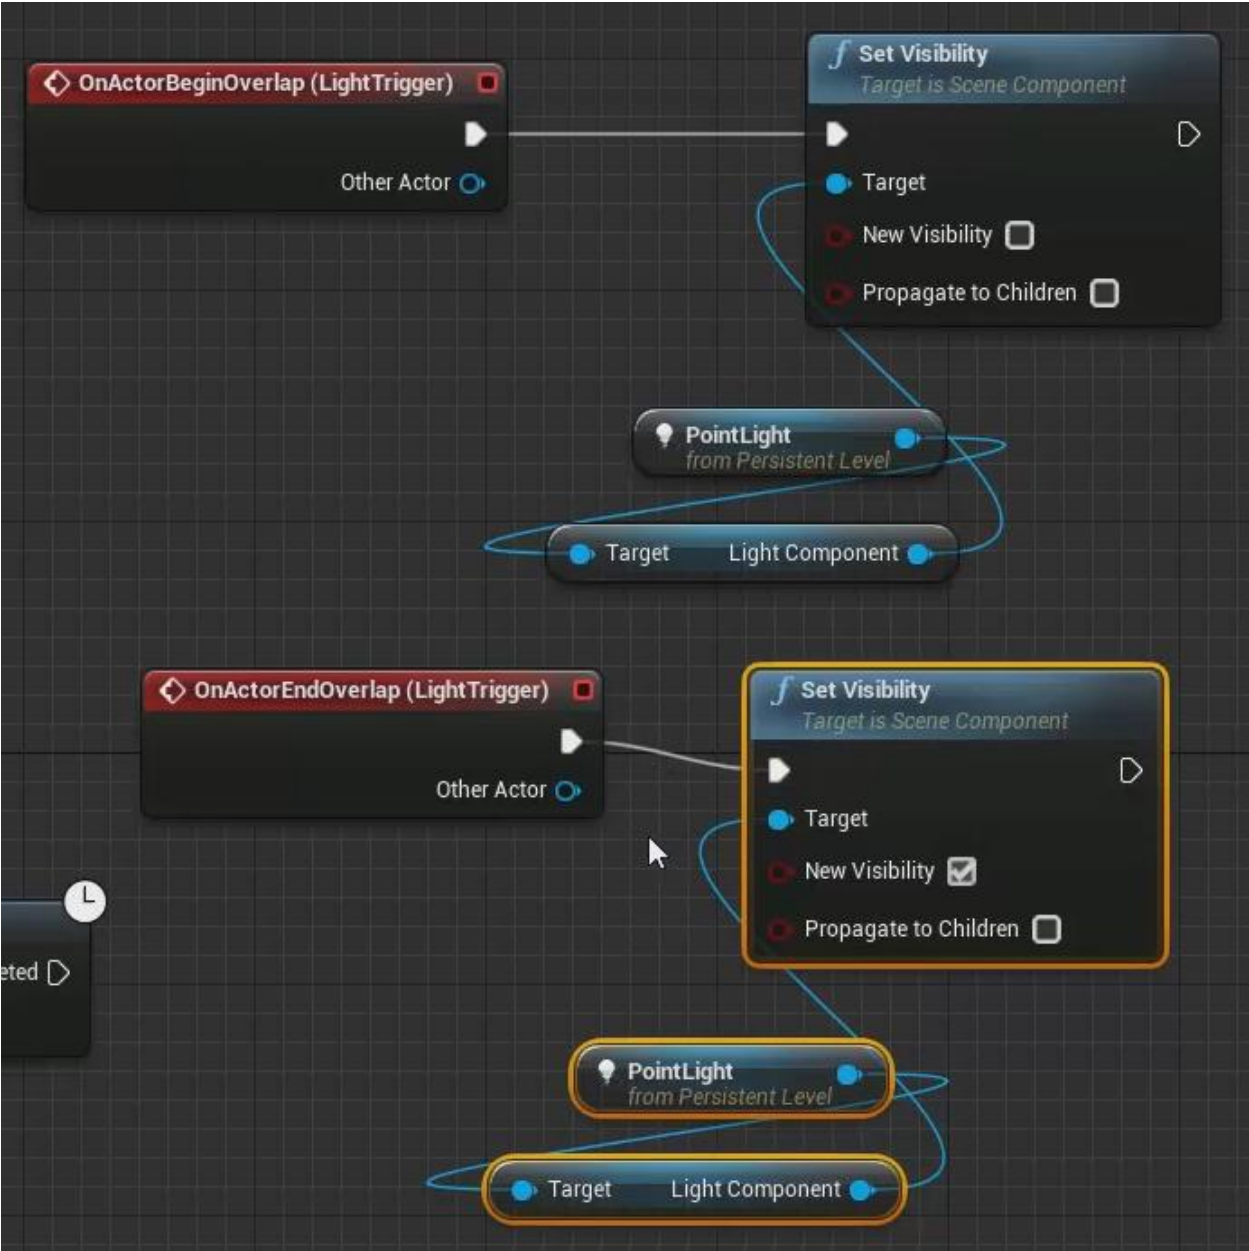 OnActorBeginOverlap (LightTrigger)
Other Actor
f Set Visibility
Target is Scene Component
Target
New Visibility
Propagate to Children
PointLight
from Persistent Level
Target Light Component
OnActorEndOverlap (LightTrigger)
Other Actor
f Set Visibility
Target is Scene Component
Target
New Visibility
Propagate to Children
eted
PointLight
from Persistent Level
Target Light Component